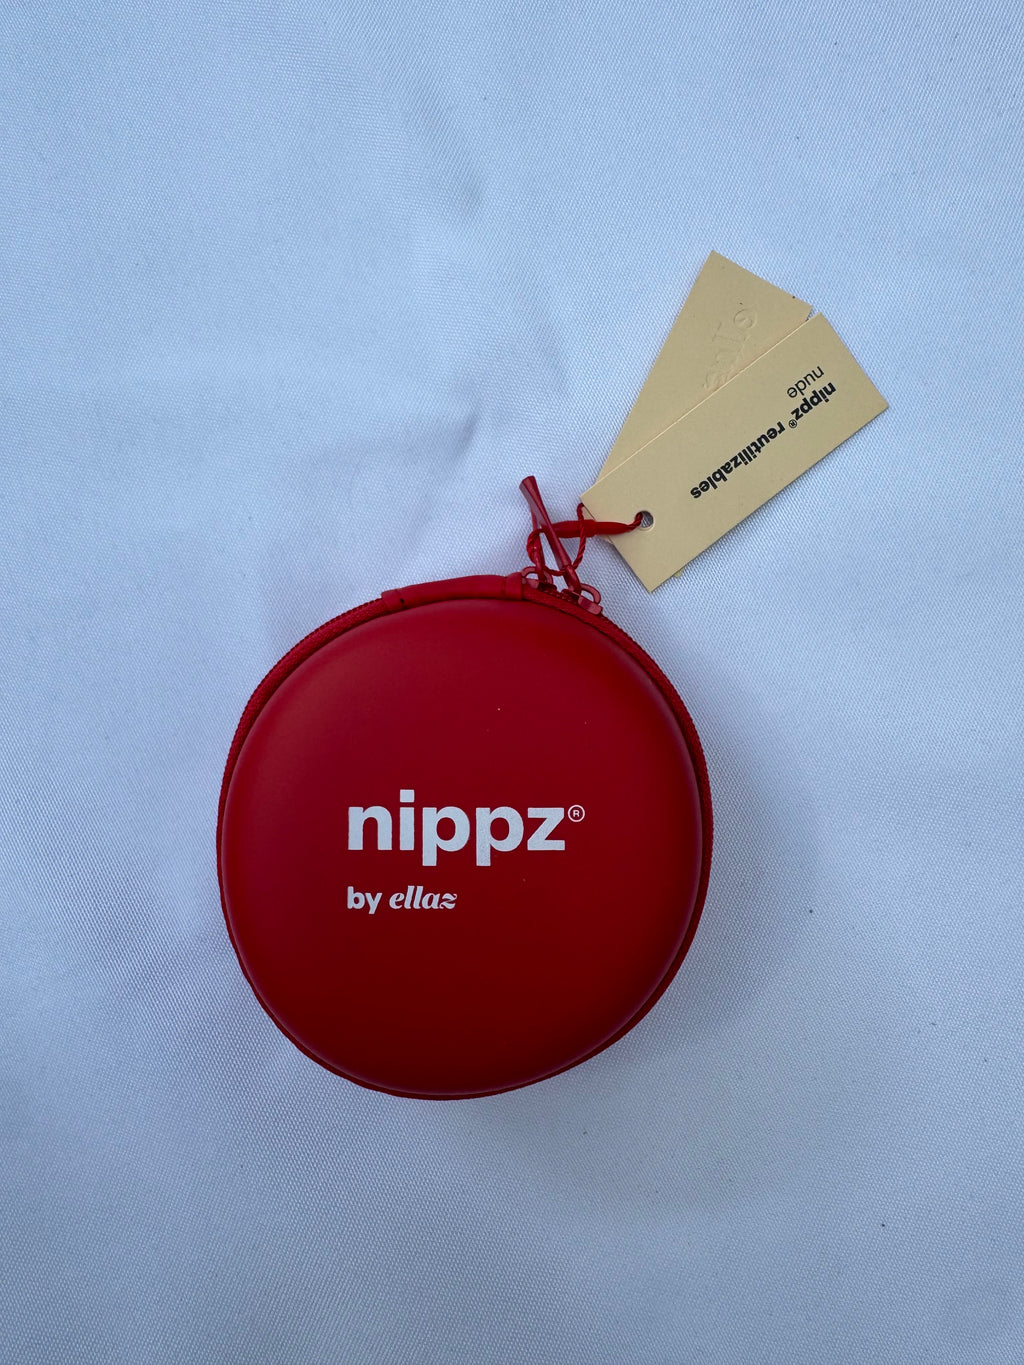 nippz® reutilizables
nude
nippz®
by ellaz